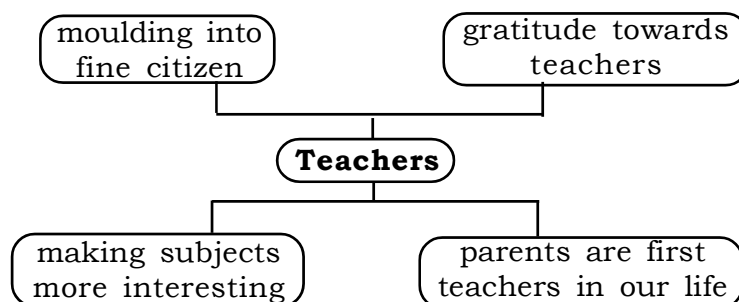 moulding into
fine citizen
gratitude towards
teachers
Teachers
making subjects
more interesting
parents are first
teachers in our life